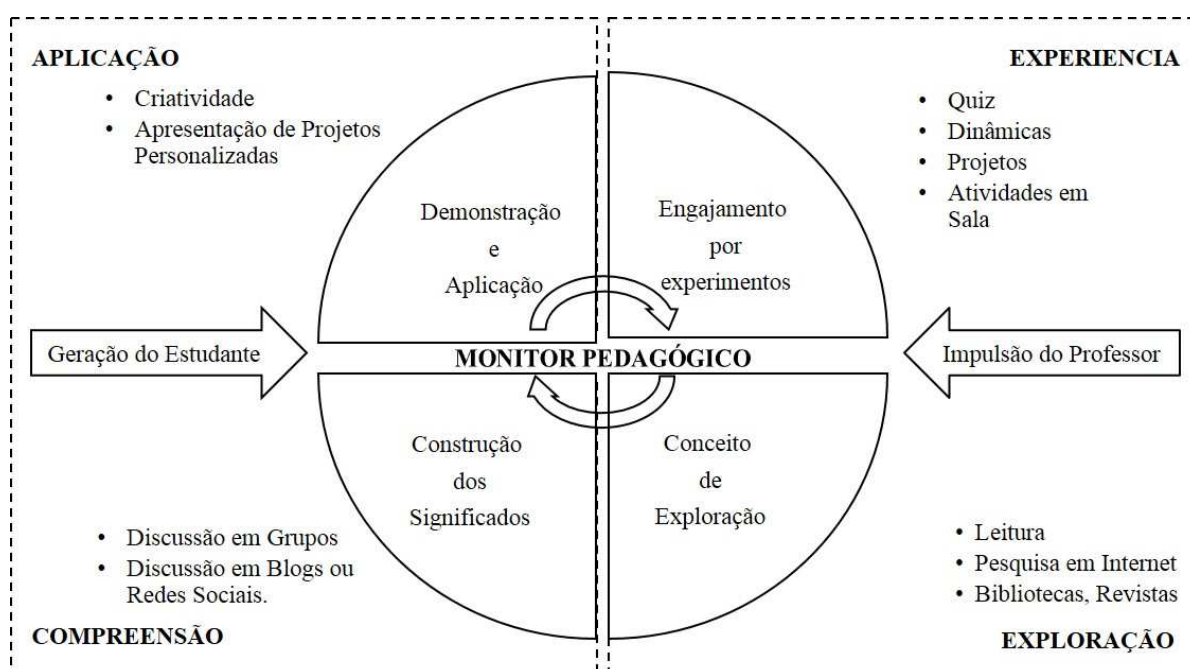 APLICAÇÃO
• Criatividade
• Apresentação de Projetos
Personalizadas
EXPERIENCIA
• Quiz
• Dinâmicas
• Projetos
• Atividades em
Sala
Demonstração
e
Aplicação
Engajamento
por
experimentos
Geração do Estudante
MONITOR PEDAGÓGICO
Impulsão do Professor
Construção
dos
Significados
Conceito
de
Exploração
• Discussão em Grupos
• Discussão em Blogs ou
Redes Sociais.
COMPREENSÃO
• Leitura
• Pesquisa em Internet
• Bibliotecas, Revistas
EXPLORAÇÃO